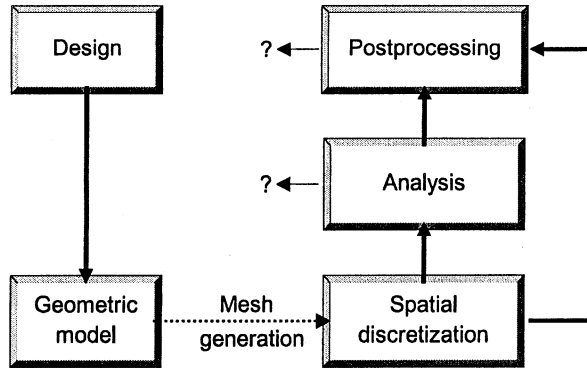 Design
?
Postprocessing
?
Analysis
Geometric
model
Mesh
generation
Spatial
discretization